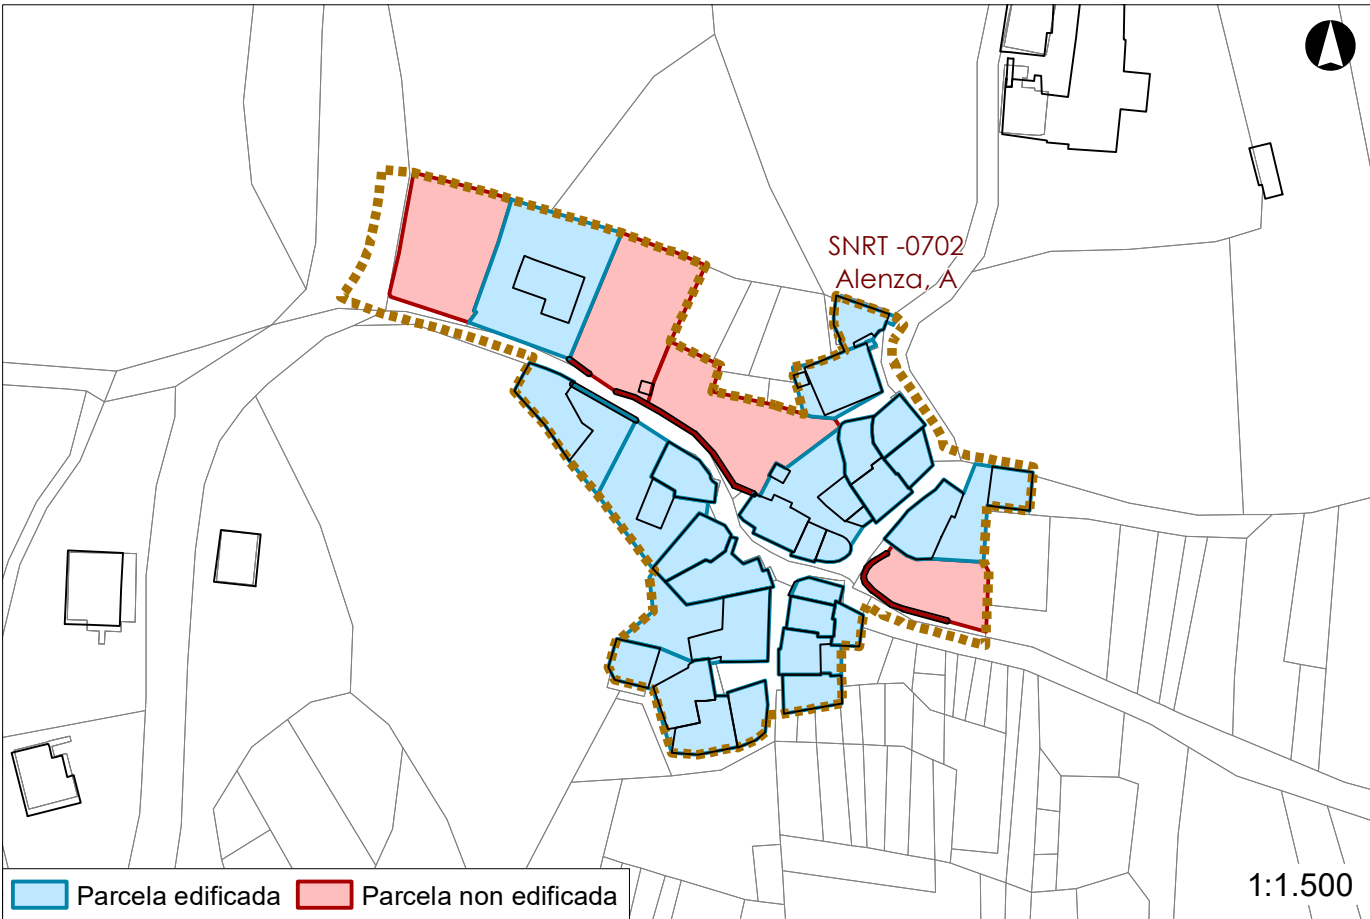 SNRT -0702
Alenza, A
Parcela edificada
Parcela non edificada
1:1.500